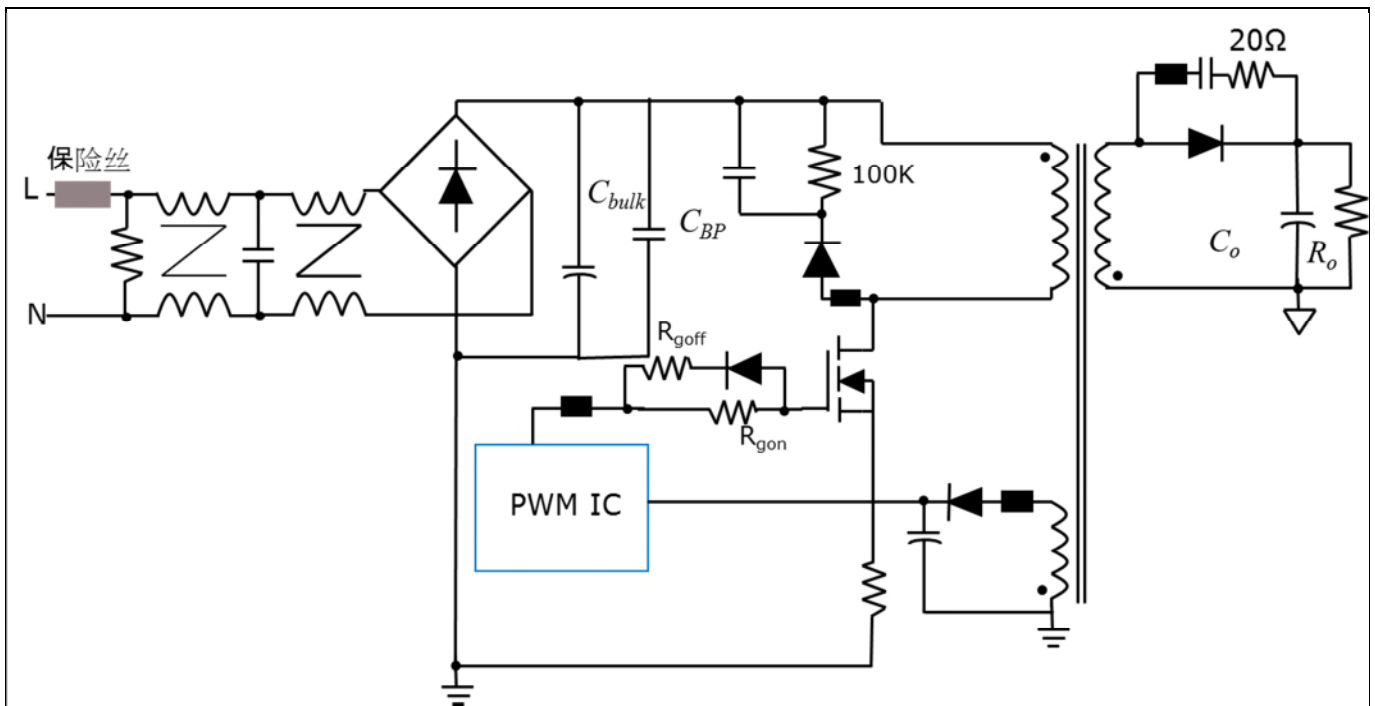 20Ω
保险丝
L
100K
C_bulk
C_BP
C_o
R_o
N
R_goff
R_gon
PWM IC